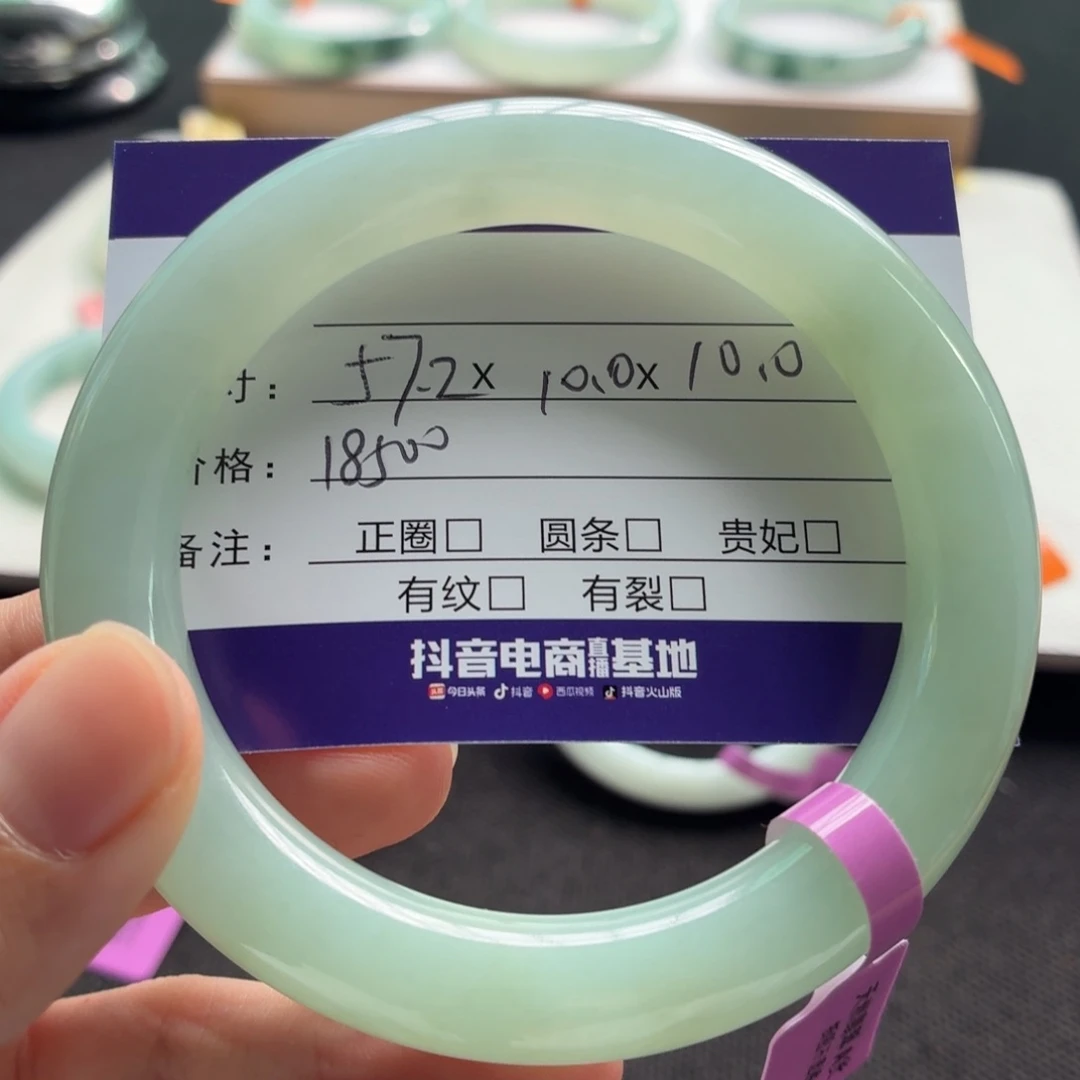 寸: 57.2x 10.0x 10.0
价格: 18500
备注: 正圈□ 圆条□ 贵妃□
有纹□ 有裂□
抖音电商直播基地
今日头条 抖音 西瓜视频 抖音火山版